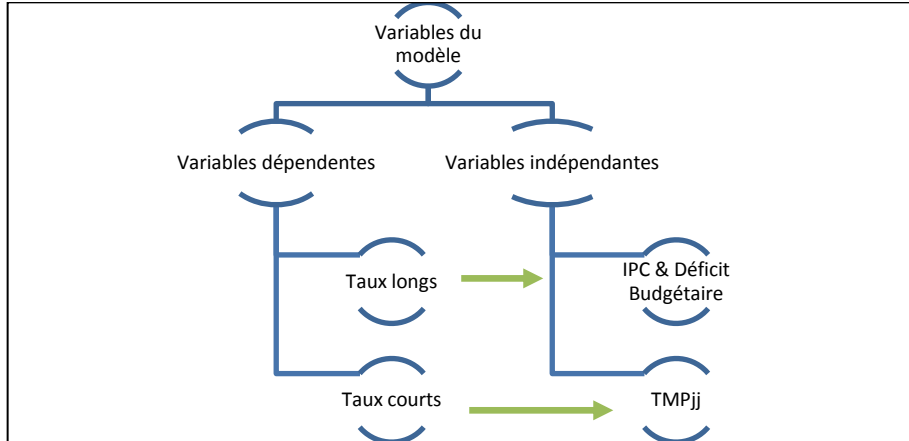 Variables du
modèle
Variables dépendentes
Variables indépendantes
Taux longs
IPC & Déficit
Budgétaire
Taux courts
TMPjj